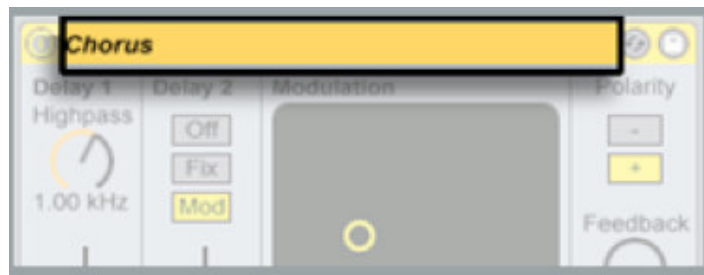 Chorus
Delay 1 Delay 2 Modulation Polarity
Highpass Off -
Fix +
1.00 kHz Mod
Feedback